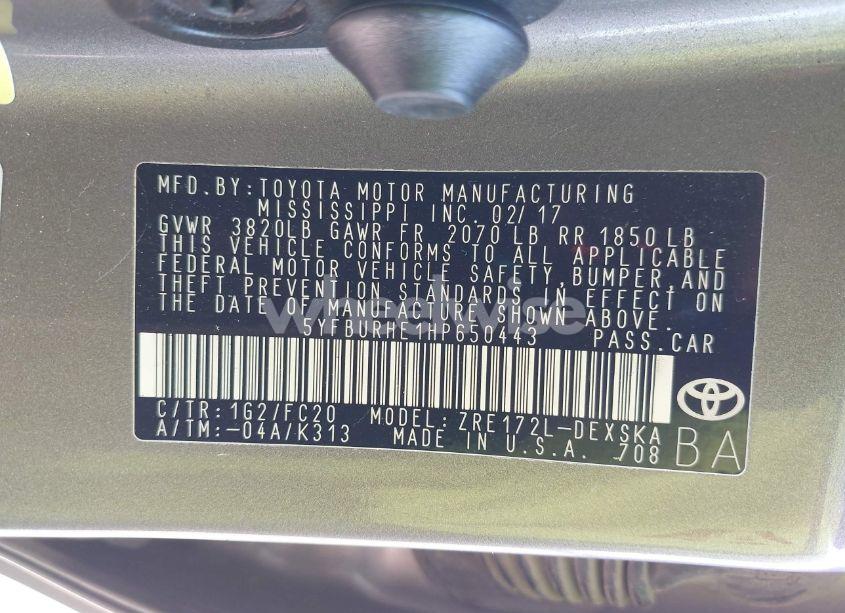 MFD.BY:TOYOTA MOTOR MANUFACTURING
MISSISSIPPI INC. 02/17
GVWR 3820LB GAWR FR 2070 LB RR 1850 LB
THIS VEHICLE CONFORMS TO ALL APPLICABLE
FEDERAL MOTOR VEHICLE SAFETY, BUMPER, AND
THEFT PREVENTION STANDARDS IN EFFECT ON
THE DATE OF MANUFACTURE SHOWN ABOVE.
wheelwise
5YFBURHE1HP650443 PASS.CAR
C/TR: 1G2/FC20 MODEL: ZRE172L-DEXSKA
A/TM:-04A/K313 MADE IN U.S.A. 708
BA